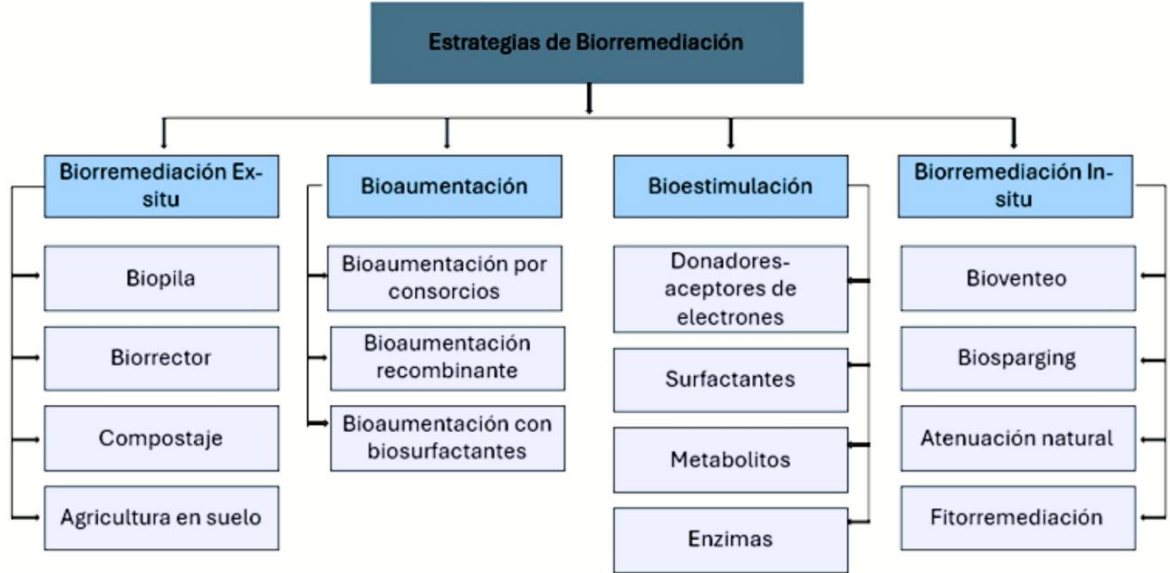 Estrategias de Biorremediación
Biorremediación Ex-
situ
Biopila
Biorrector
Compostaje
Agricultura en suelo
Bioaumentación
Bioaumentación por
consorcios
Bioaumentación
recombinante
Bioaumentación con
biosurfactantes
Bioestimulación
Donadores-
aceptores de
electrones
Surfactantes
Metabolitos
Enzimas
Biorremediación In-
situ
Bioventeo
Biosparging
Atenuación natural
Fitorremediación